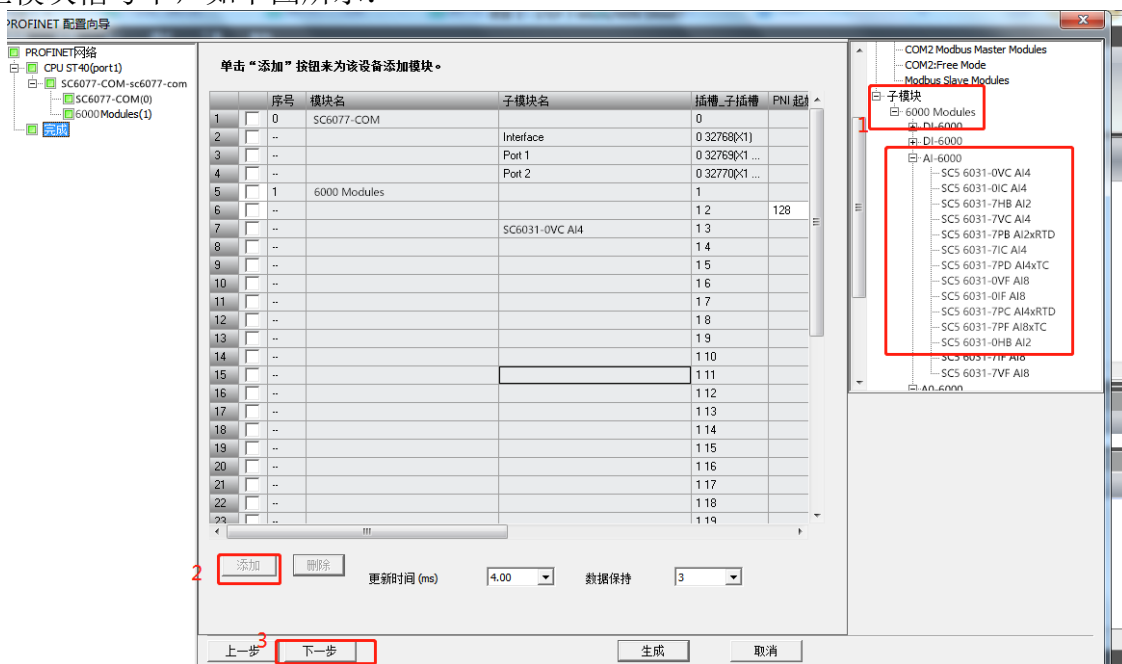 PROFINET 配置向导
x
PROFINET网络
CPU ST40(port1)
SC6077-COM-sc6077-com
SC6077-COM(0)
6000Modules(1)
完成
单击“添加”按钮来为该设备添加模块。
序号 模块名 子模块名 插槽_子插槽 PNI 起始
1 0 SC6077-COM 0
2 -- Interface 0 32768(X1)
3 -- Port 1 0 32769(X1 ...
4 -- Port 2 0 32770(X1 ...
5 1 6000 Modules 1
6 -- 1 2 128
7 -- SC6031-0VC AI4 1 3
8 -- 1 4
9 -- 1 5
10 -- 1 6
11 -- 1 7
12 -- 1 8
13 -- 1 9
14 -- 1 10
15 -- 1 11
16 -- 1 12
17 -- 1 13
18 -- 1 14
19 -- 1 15
20 -- 1 16
21 -- 1 17
22 -- 1 18
23 -- 1 19
2
添加
删除
更新时间 (ms) 4.00
数据保持 3
3
上一步
下一步
生成
取消
COM2 Modbus Master Modules
COM2:Free Mode
Modbus Slave Modules
子模块
6000 Modules
1
DI-6000
DI-6000
AI-6000
SC5 6031-0VC AI4
SC5 6031-0IC AI4
SC5 6031-7HB AI2
SC5 6031-7VC AI4
SC5 6031-7PB AI2xRTD
SC5 6031-7IC AI4
SC5 6031-7PD AI4xTC
SC5 6031-0VF AI8
SC5 6031-0IF AI8
SC5 6031-7PC AI4xRTD
SC5 6031-7PF AI8xTC
SC5 6031-0HB AI2
SC5 6031-7IF AI8
SC5 6031-7VF AI8
A0-6000